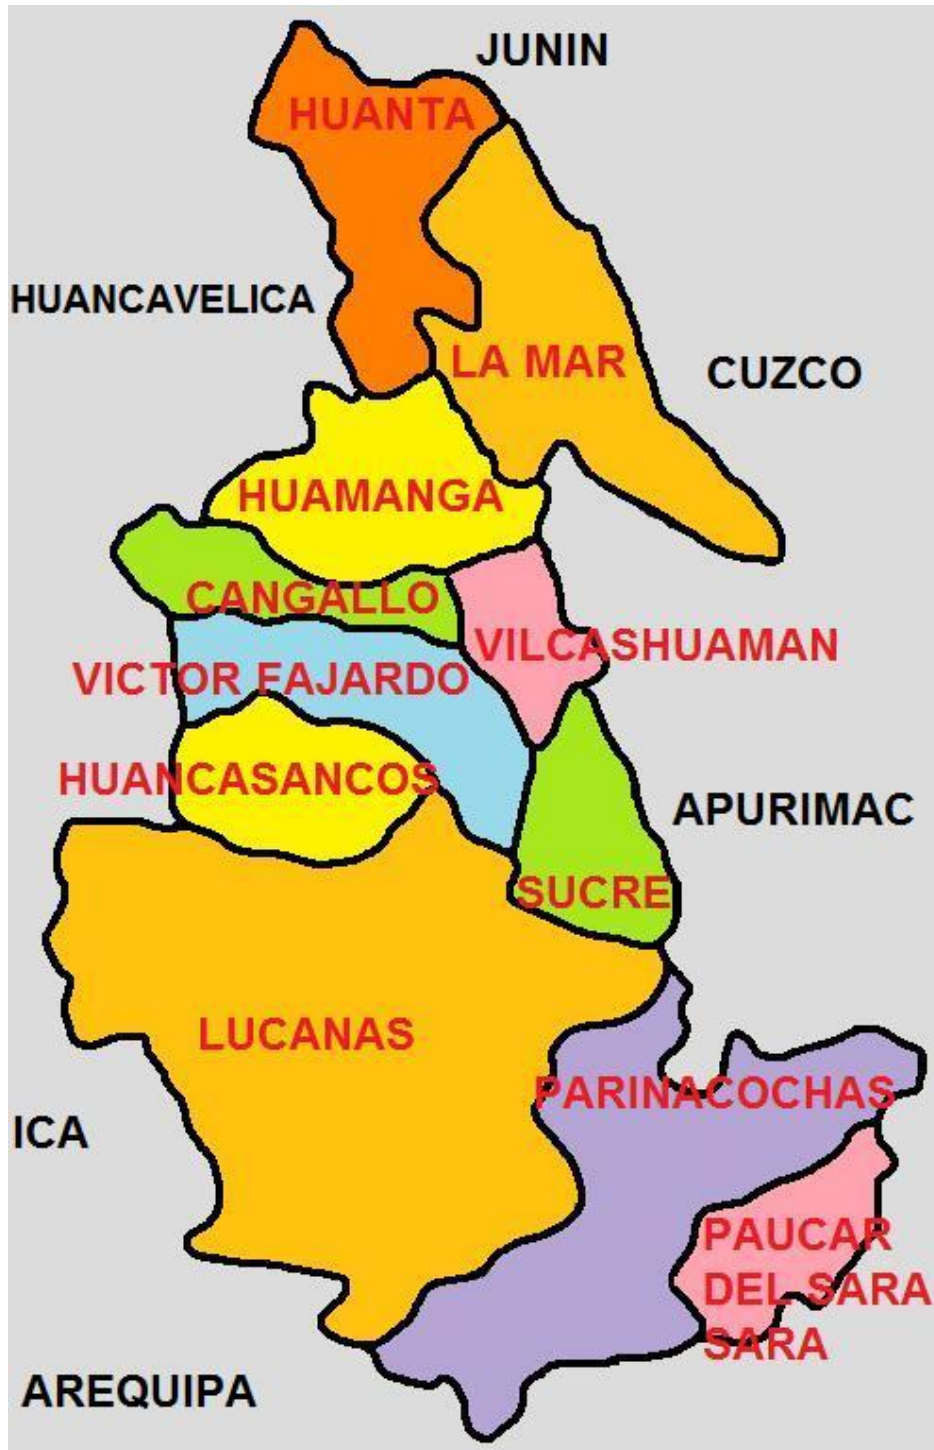 JUNIN
HUANTA
HUANCAVELICA
LA MAR
CUZCO
HUAMANGA
CANGALLO
VILCASHUAMAN
VICTOR FAJARDO
HUANCASANCOS
APURIMAC
SUCRE
LUCANAS
PARINACOCHAS
ICA
PAUCAR
DEL SARA
SARA
AREQUIPA